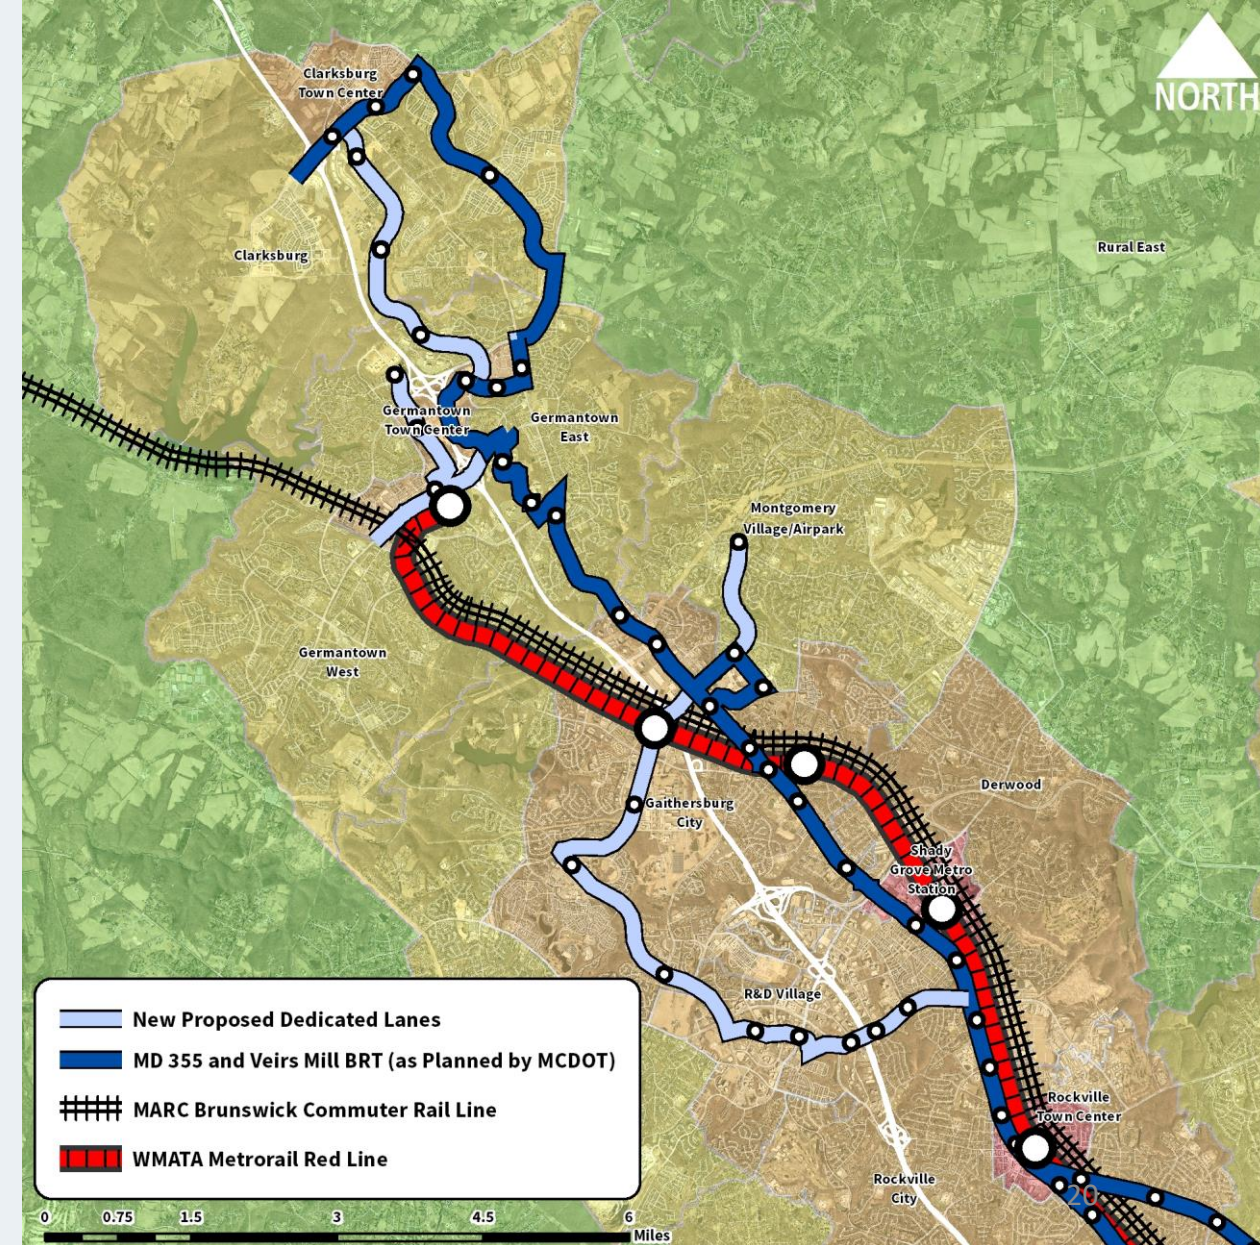 NORTH
Clarksburg
Town Center
Clarksburg
Rural East
Germantown
Town Center
Germantown
East
Montgomery
Village/Airpark
Germantown
West
Derwood
Gaithersburg
City
Shady
Grove Metro
Station
R&D Village
Rockville
Town Center
Rockville
City
20
New Proposed Dedicated Lanes
MD 355 and Veirs Mill BRT (as Planned by MCDOT)
MARC Brunswick Commuter Rail Line
WMATA Metrorail Red Line
0 0.75 1.5 3 4.5 6
Miles